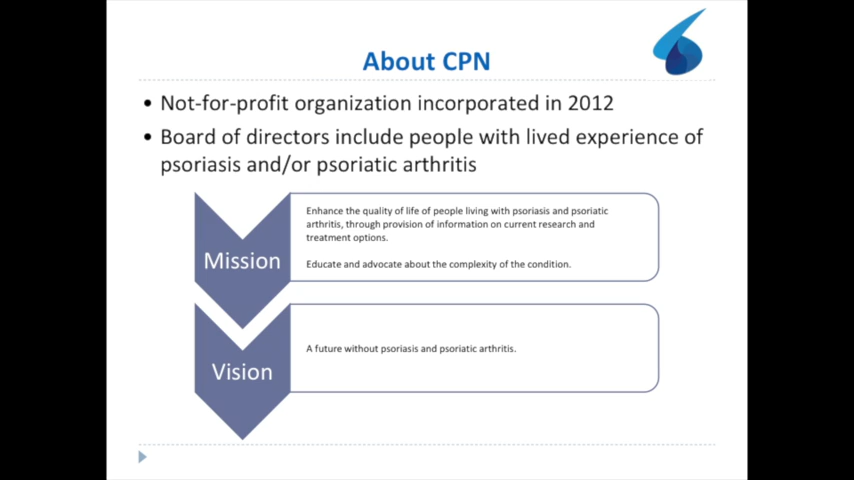 About CPN
• Not-for-profit organization incorporated in 2012
• Board of directors include people with lived experience of
psoriasis and/or psoriatic arthritis
Mission
Enhance the quality of life of people living with psoriasis and psoriatic
arthritis, through provision of information on current research and
treatment options.
Educate and advocate about the complexity of the condition.
Vision
A future without psoriasis and psoriatic arthritis.